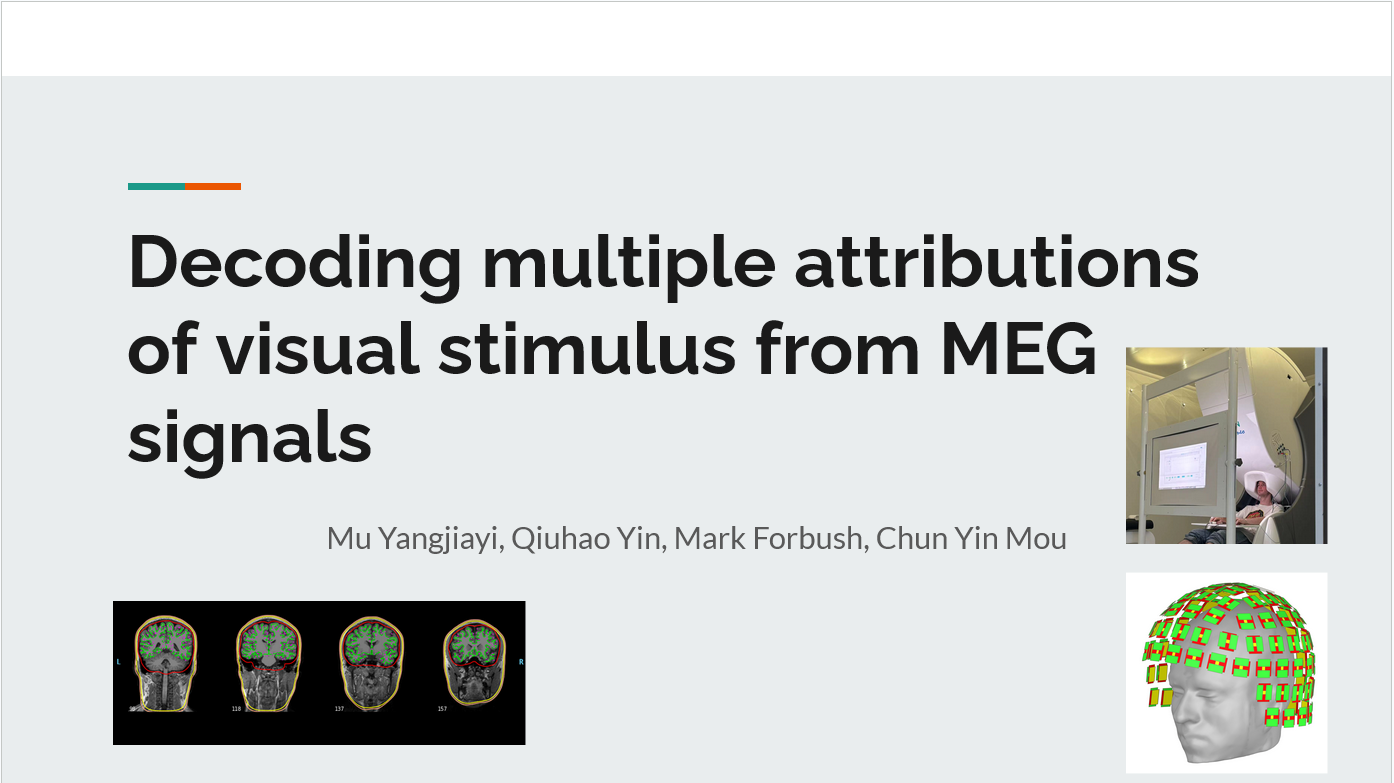 Decoding multiple attributions
of visual stimulus from MEG
signals
Mu Yangjiayi, Qiuhao Yin, Mark Forbush, Chun Yin Mou
L
R
118
137
157